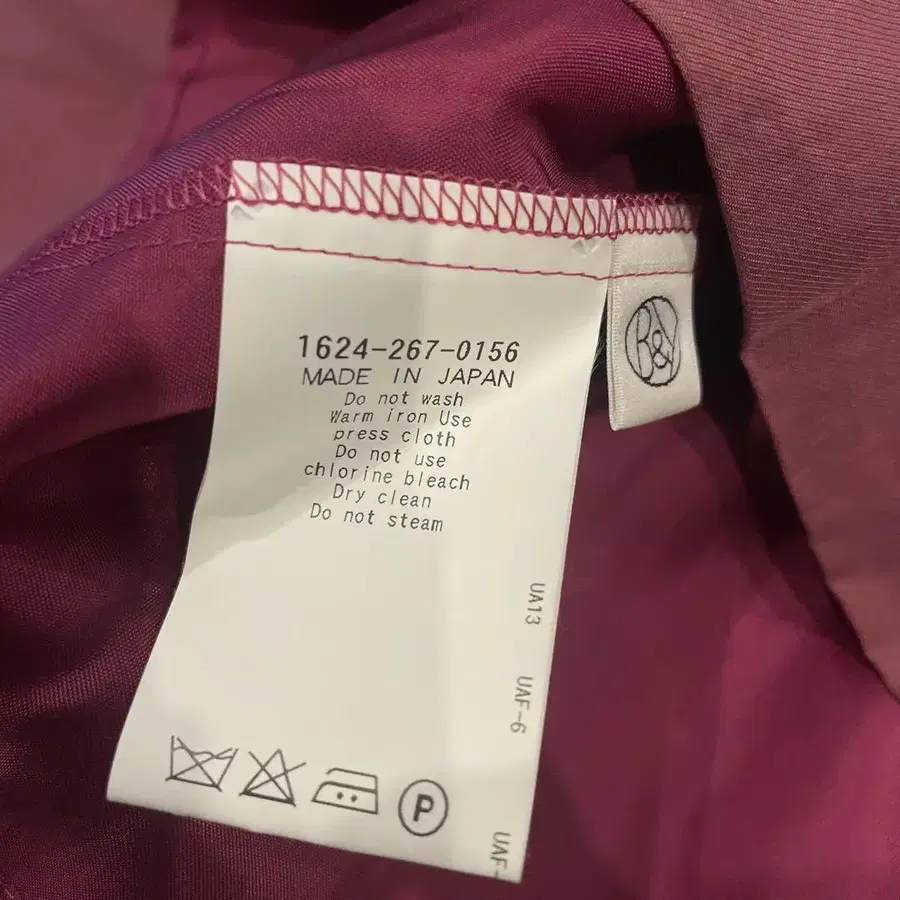 1624-267-0156
MADE IN JAPAN
Do not wash
Warm iron Use
press cloth
Do not use
chlorine bleach
Dry clean
Do not steam
UA13
UAF-6
UAF-
P